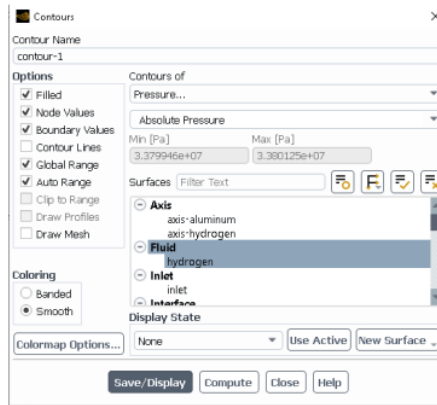 Contours
Contour Name
contour-1
Options
Filled
Node Values
Boundary Values
Contour Lines
Global Range
Auto Range
Clip to Range
Draw Profiles
Draw Mesh
Coloring
Banded
Smooth
Colormap Options...
Contours of
Pressure...
Absolute Pressure
Min [Pa] Max [Pa]
3.379946e+07 3.380125e+07
Surfaces Filter Text
Axis
axis-aluminum
axis-hydrogen
Fluid
hydrogen
Inlet
inlet
Interface
Display State
None Use Active New Surface
Save/Display Compute Close Help